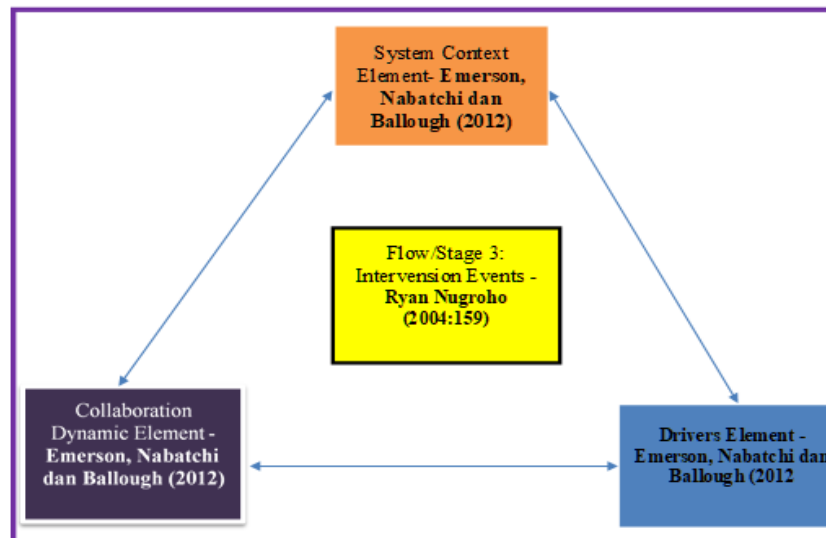 System Context
Element- Emerson,
Nabatchi dan
Ballough (2012)
Flow/Stage 3:
Intervension Events -
Ryan Nugroho
(2004:159)
Collaboration
Dynamic Element -
Emerson, Nabatchi
dan Ballough (2012)
Drivers Element -
Emerson, Nabatchi dan
Ballough (2012